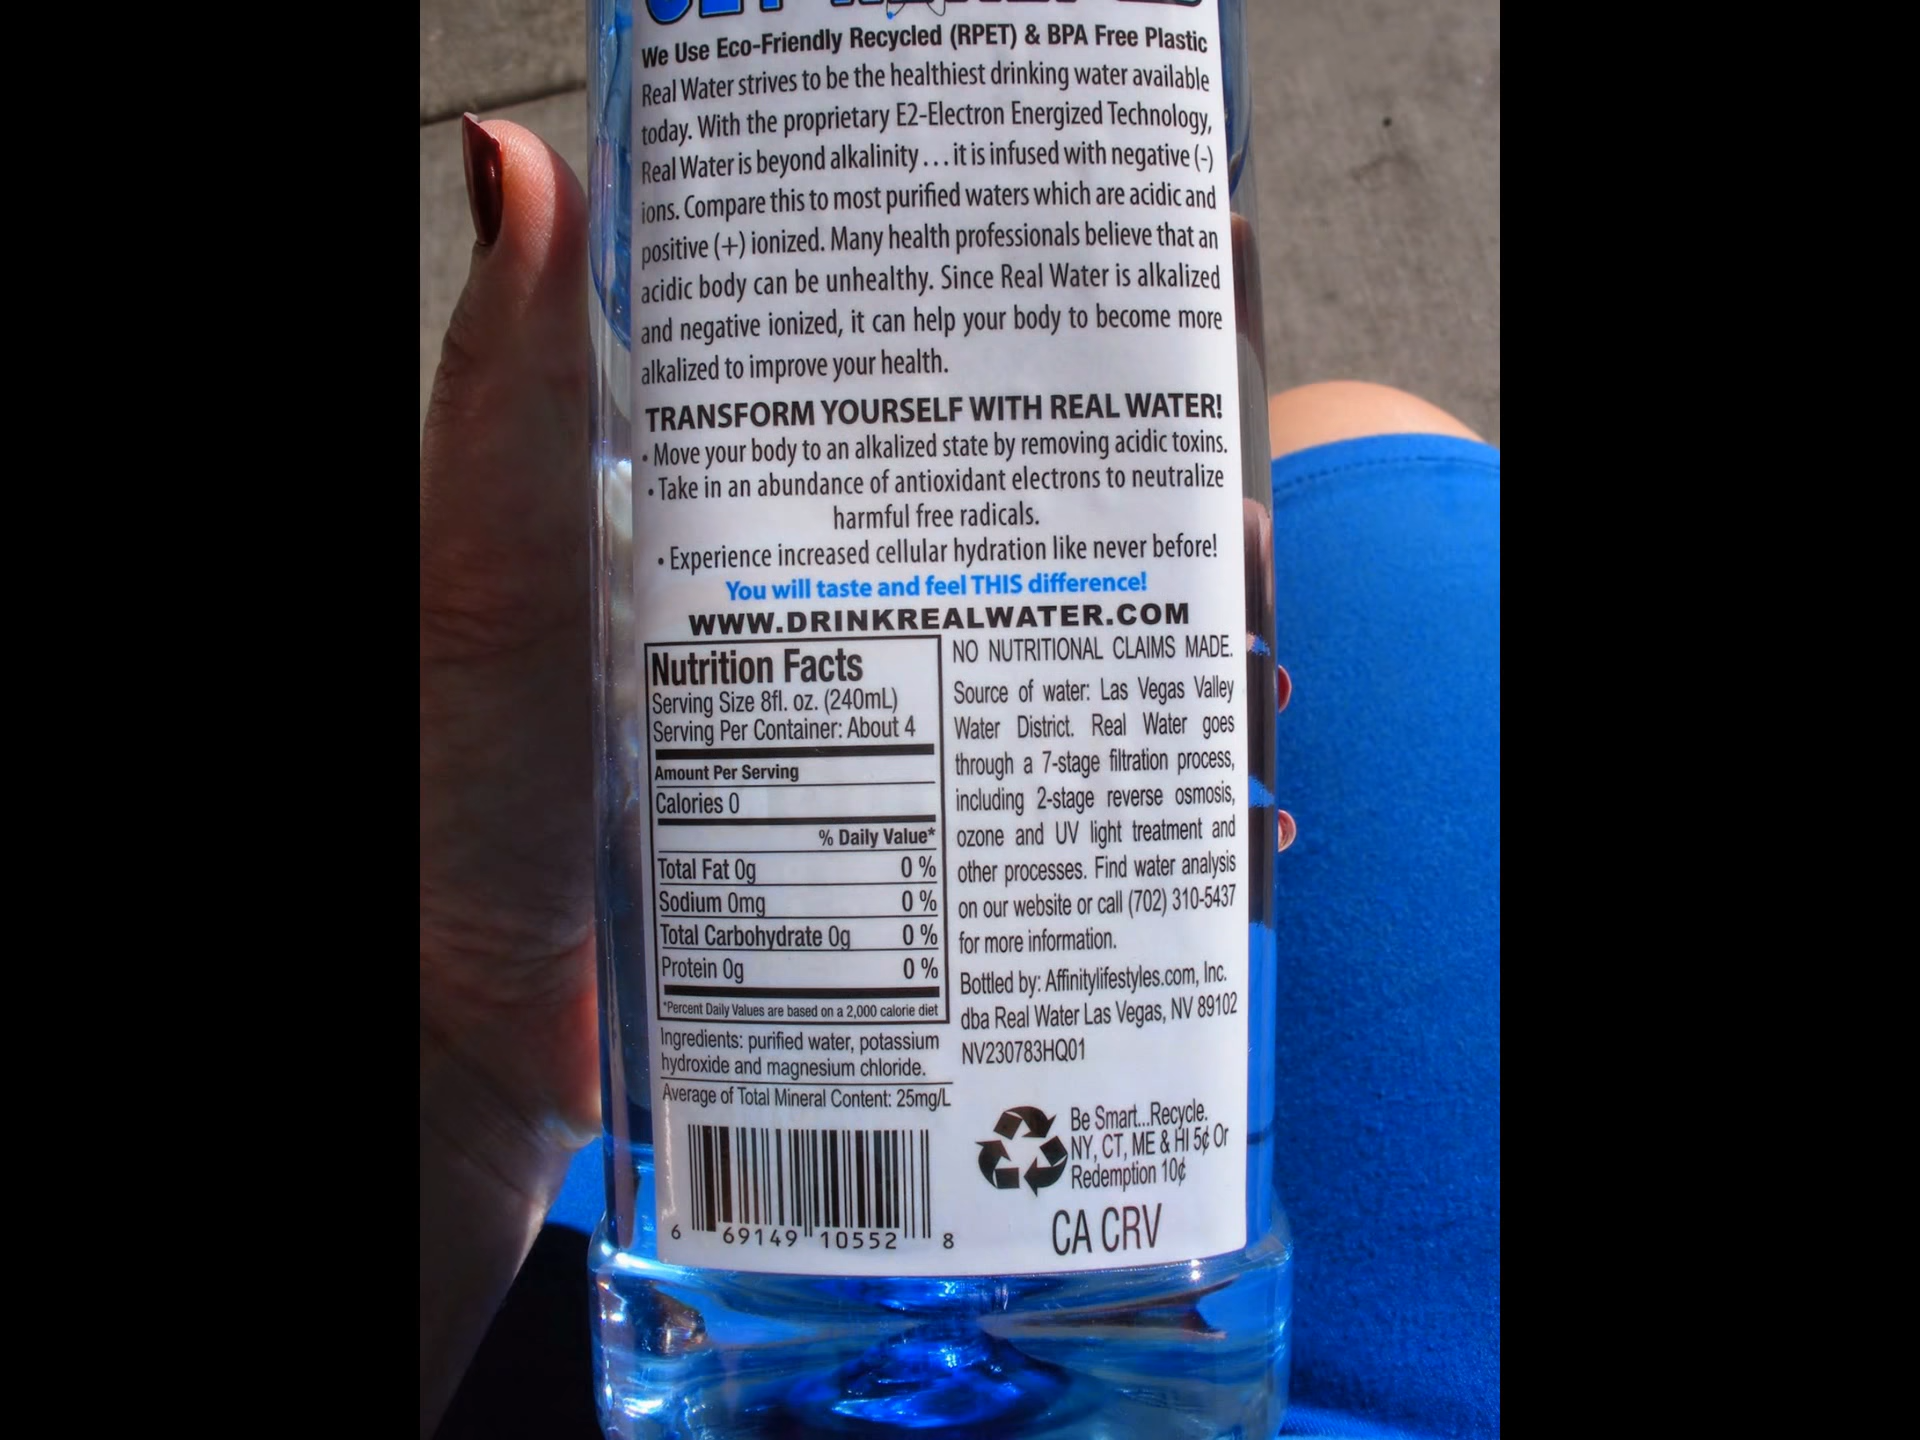 We Use Eco-Friendly Recycled (RPET) & BPA Free Plastic
Real Water strives to be the healthiest drinking water available
today. With the proprietary E2-Electron Energized Technology,
Real Water is beyond alkalinity . . . it is infused with negative (-)
ions. Compare this to most purified waters which are acidic and
positive (+) ionized. Many health professionals believe that an
acidic body can be unhealthy. Since Real Water is alkalized
and negative ionized, it can help your body to become more
alkalized to improve your health.
TRANSFORM YOURSELF WITH REAL WATER!
• Move your body to an alkalized state by removing acidic toxins.
• Take in an abundance of antioxidant electrons to neutralize
harmful free radicals.
• Experience increased cellular hydration like never before!
You will taste and feel THIS difference!
WWW.DRINKREALWATER.COM
Nutrition Facts
Serving Size 8fl. oz. (240mL)
Serving Per Container: About 4
Amount Per Serving
Calories 0
% Daily Value*
Total Fat 0g 0 %
Sodium 0mg 0 %
Total Carbohydrate 0g 0 %
Protein 0g 0 %
*Percent Daily Values are based on a 2,000 calorie diet
Ingredients: purified water, potassium
hydroxide and magnesium chloride.
Average of Total Mineral Content: 25mg/L
6 69149 10552 8
NO NUTRITIONAL CLAIMS MADE.
Source of water: Las Vegas Valley
Water District. Real Water goes
through a 7-stage filtration process,
including 2-stage reverse osmosis,
ozone and UV light treatment and
other processes. Find water analysis
on our website or call (702) 310-5437
for more information.
Bottled by: Affinitylifestyles.com, Inc.
dba Real Water Las Vegas, NV 89102
NV230783HQ01
Be Smart...Recycle.
NY, CT, ME & HI 5¢ Or
Redemption 10¢
CA CRV